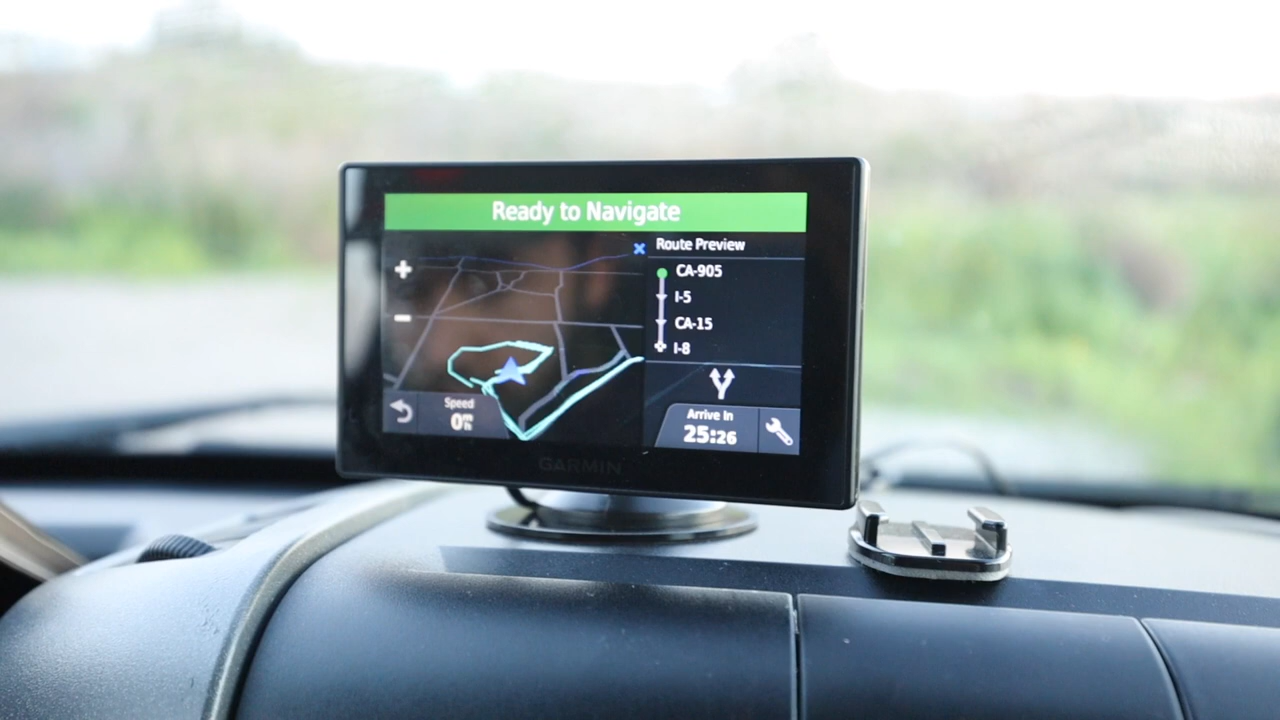 Ready to Navigate
Route Preview
CA-905
I-5
CA-15
I-8
Speed
0
Arrive In
25:26
GARMIN